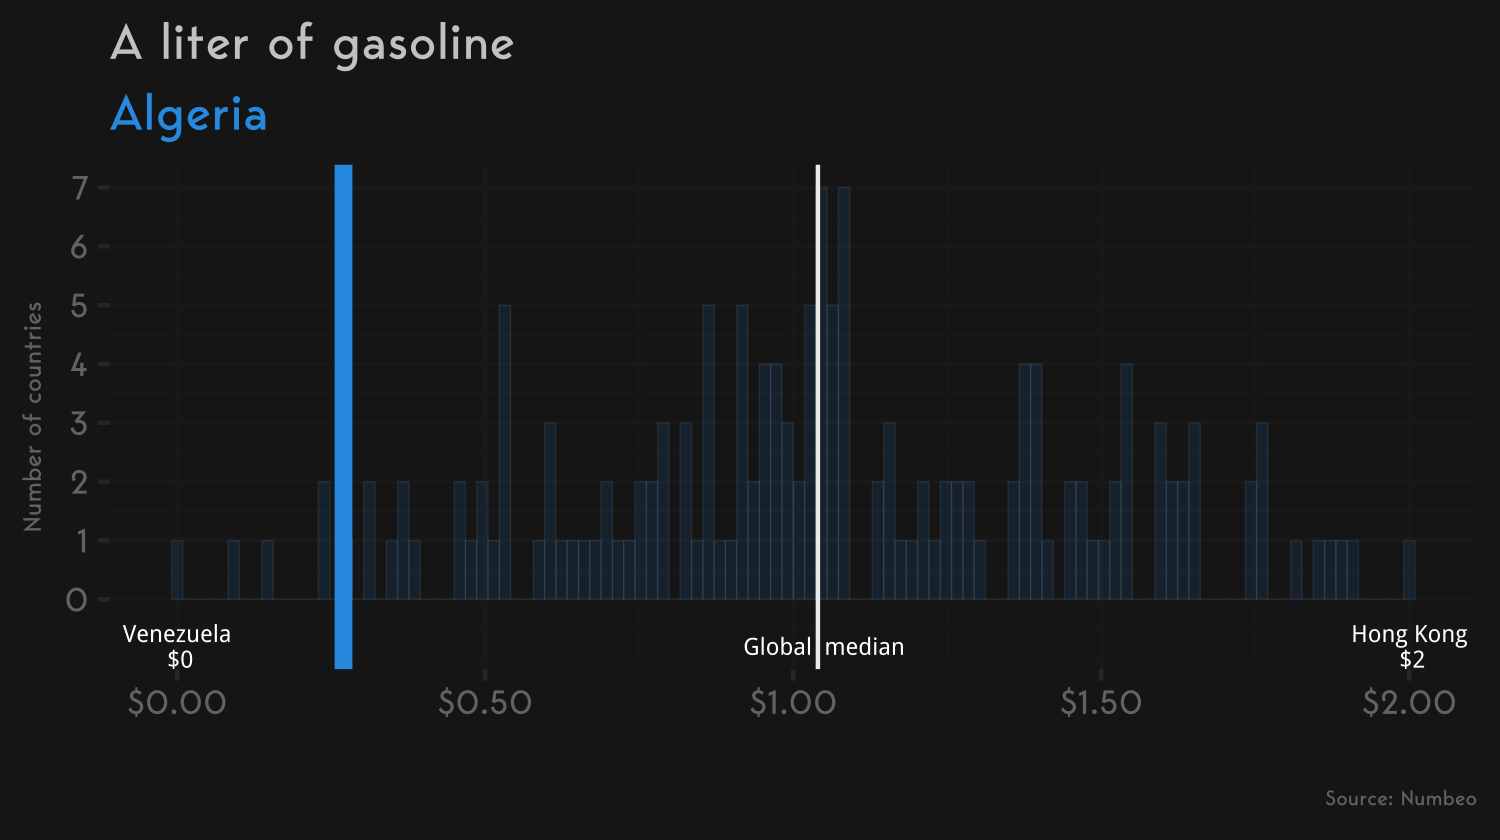 A liter of gasoline
Algeria
Number of countries
7
6
5
4
3
2
1
0
Venezuela
$0
Global median
Hong Kong
$2
$0.00 $0.50 $1.00 $1.50 $2.00
Source: Numbeo